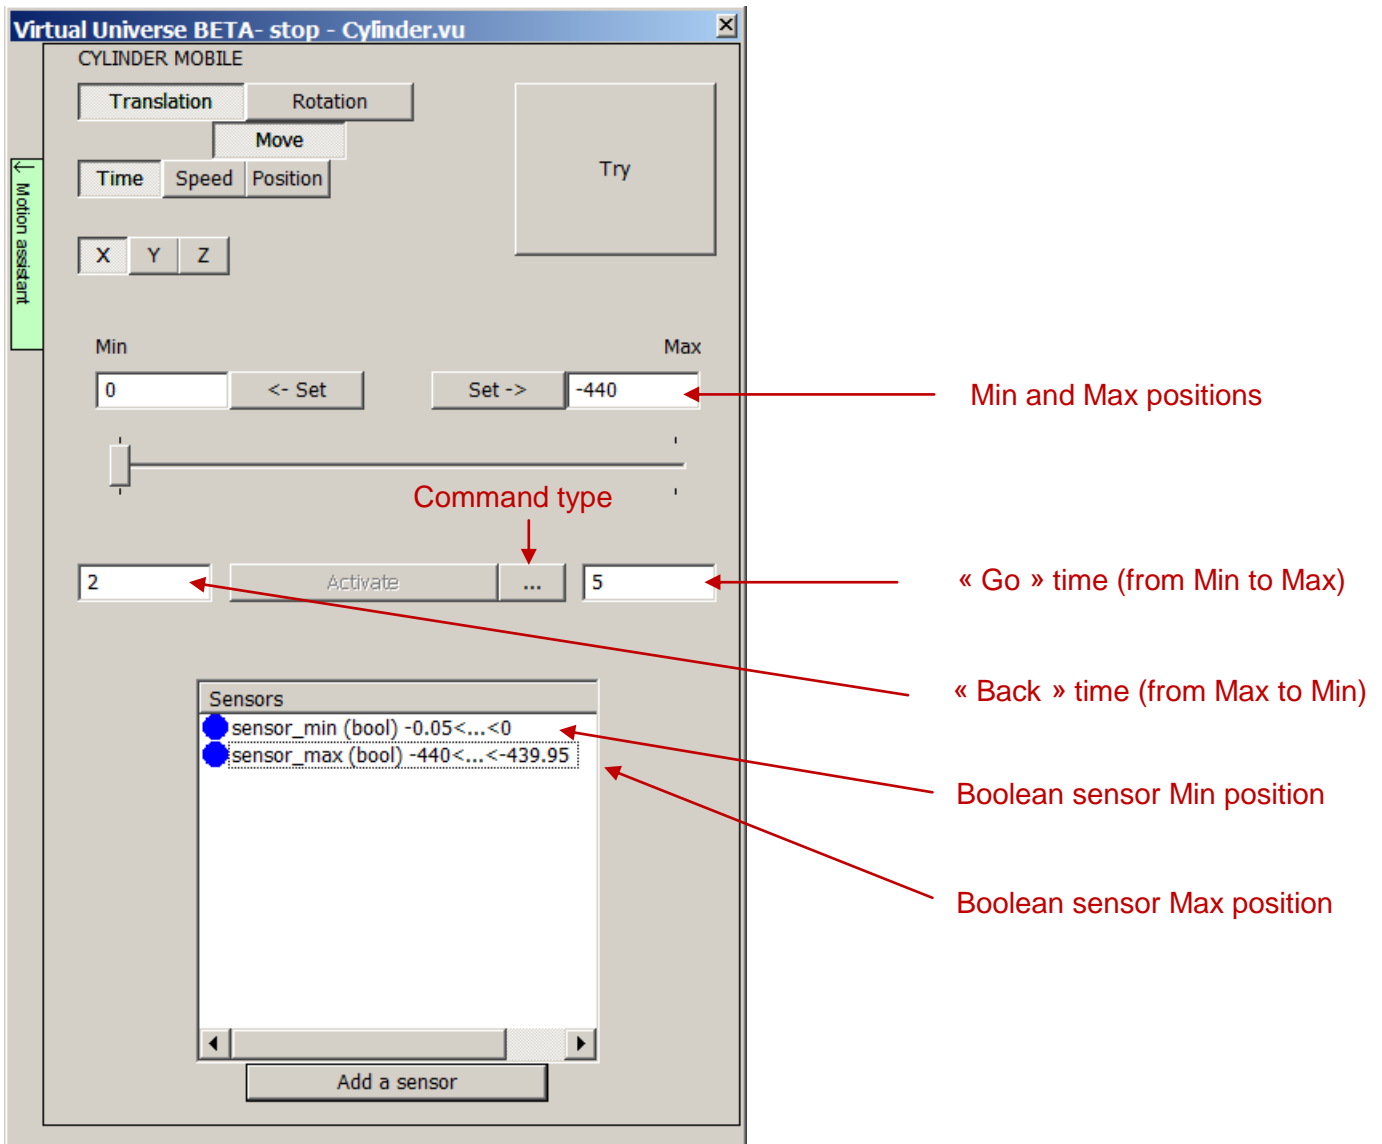 Virtual Universe BETA- stop - Cylinder.vu
CYLINDER MOBILE
Translation Rotation
Move
Time Speed Position
Try
← Motion assistant
X Y Z
Min Max
0 <- Set Set -> -440
Min and Max positions
Command type
2 Activate ... 5
« Go » time (from Min to Max)
« Back » time (from Max to Min)
Sensors
sensor_min (bool) -0.05<...<0
sensor_max (bool) -440<...<-439.95
Boolean sensor Min position
Boolean sensor Max position
Add a sensor